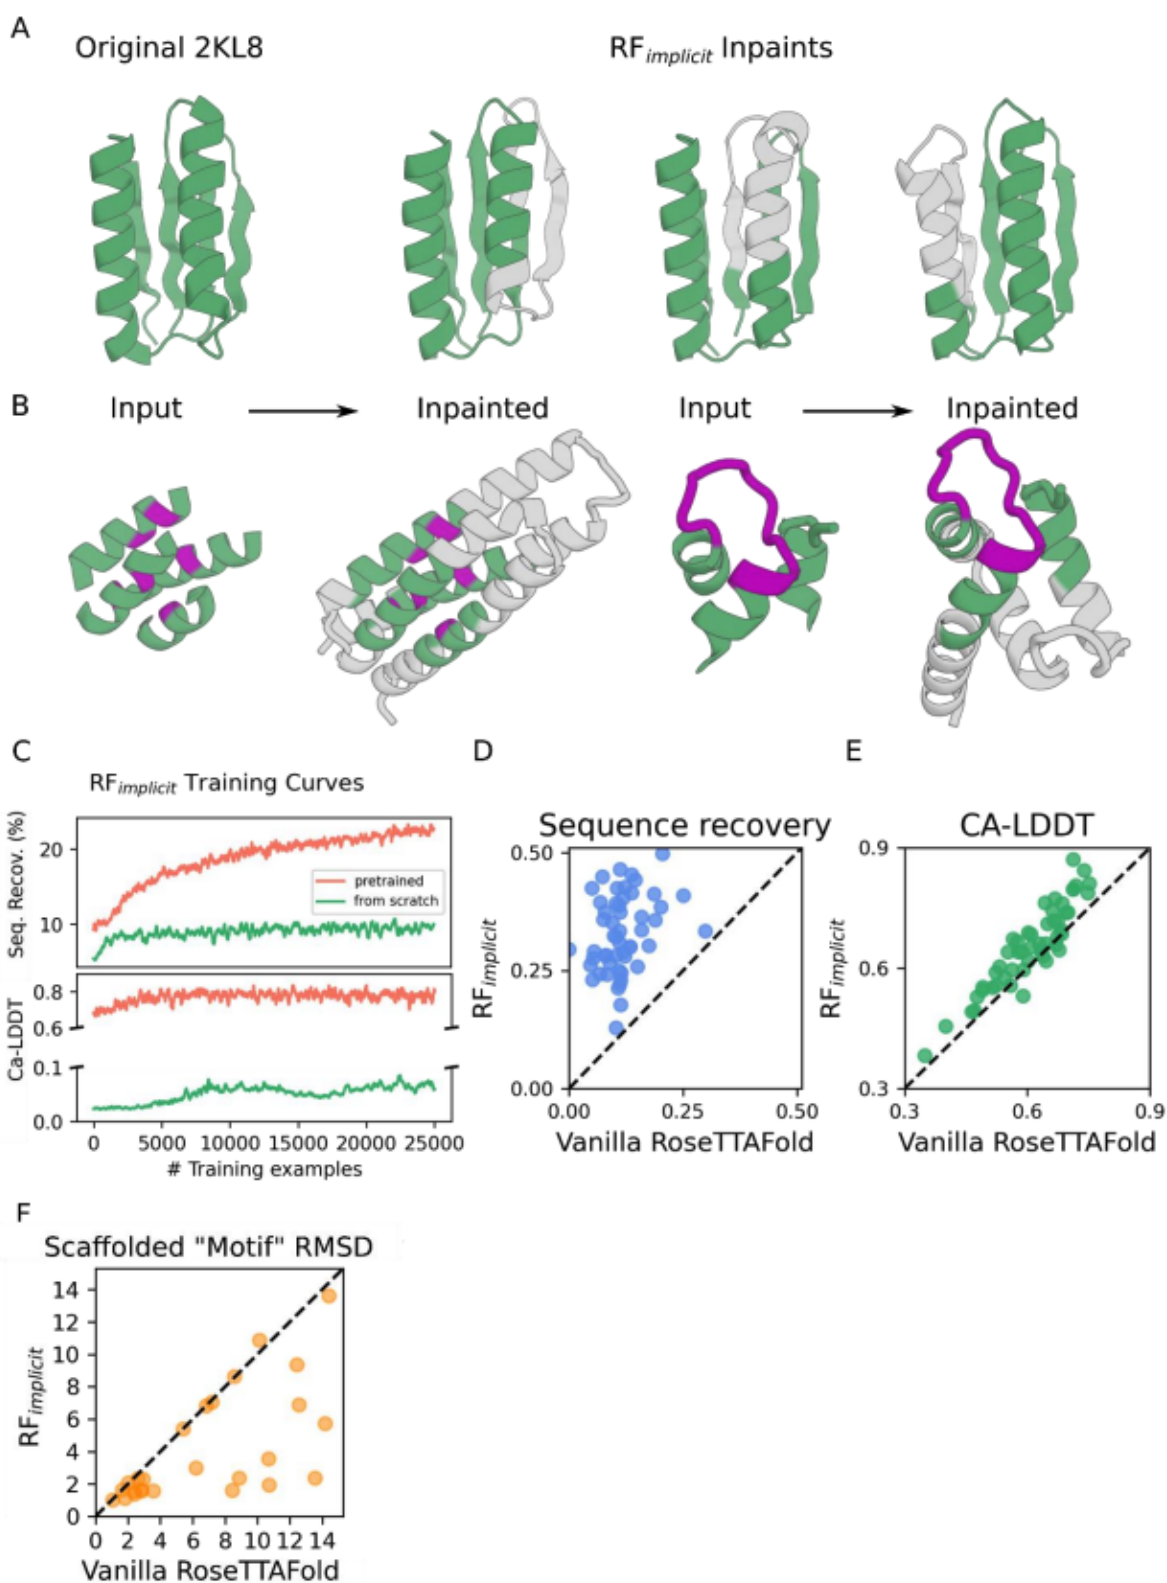 A
Original 2KL8
RFimplicit Inpaints
B
Input
Inpainted
Input
Inpainted
C
RFimplicit Training Curves
Seq. Recov. (%)
20
10
pretrained
from scratch
Ca-LDDT
0.8
0.6
0.1
0.0
0 5000 10000 15000 20000 25000
# Training examples
D
Sequence recovery
RFimplicit
0.50
0.25
0.00
0.00 0.25 0.50
Vanilla RoseTTAFold
E
CA-LDDT
RFimplicit
0.9
0.6
0.3
0.3 0.6 0.9
Vanilla RoseTTAFold
F
Scaffolded "Motif" RMSD
RFimplicit
14
12
10
8
6
4
2
0
0 2 4 6 8 10 12 14
Vanilla RoseTTAFold